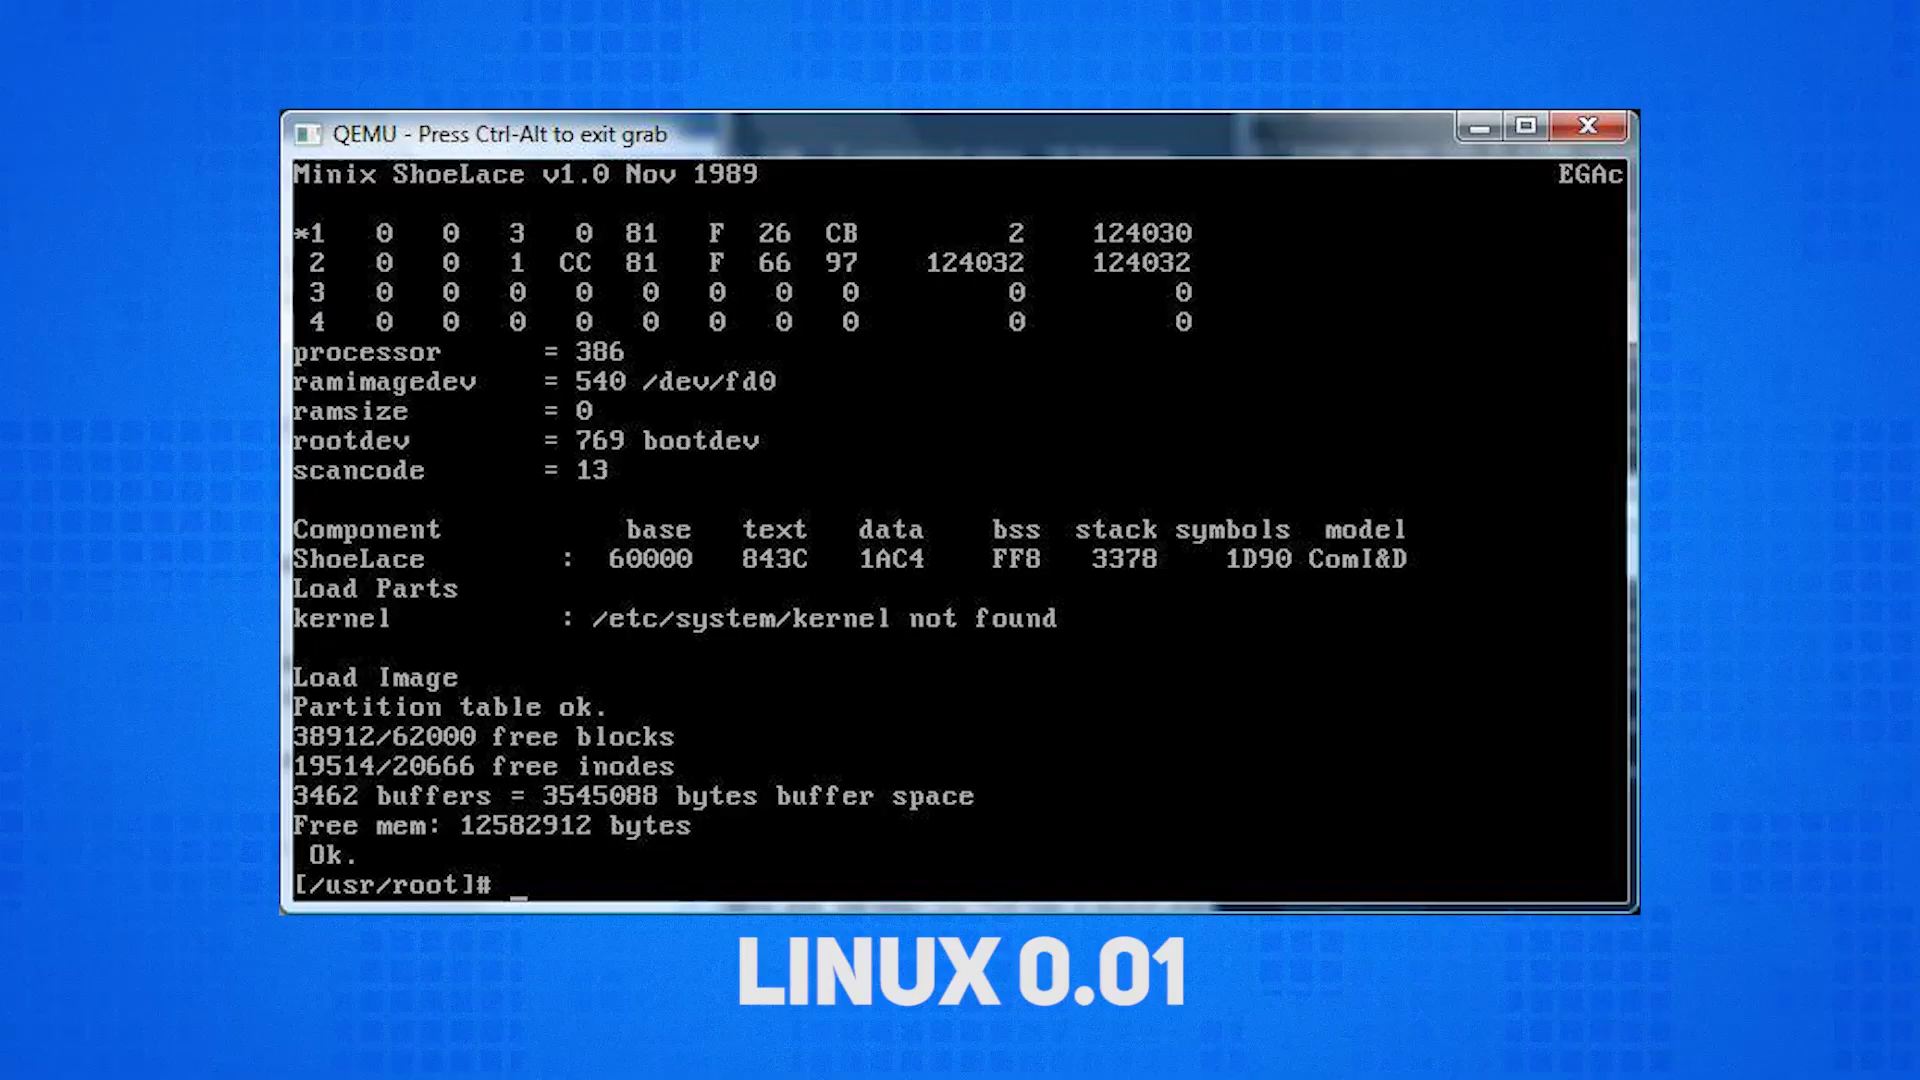 QEMU - Press Ctrl-Alt to exit grab
Minix ShoeLace v1.0 Nov 1989 EGAc
*1 0 0 3 0 81 F 26 CB 2 124030
2 0 0 1 CC 81 F 66 97 124032 124032
3 0 0 0 0 0 0 0 0 0 0
4 0 0 0 0 0 0 0 0 0 0
processor = 386
ramimagedev = 540 /dev/fd0
ramsize = 0
rootdev = 769 bootdev
scancode = 13
Component base text data bss stack symbols model
ShoeLace : 60000 843C 1AC4 FF8 3378 1D90 ComI&D
Load Parts
kernel : /etc/system/kernel not found
Load Image
Partition table ok.
38912/62000 free blocks
19514/20666 free inodes
3462 buffers = 3545088 bytes buffer space
Free mem: 12582912 bytes
Ok.
[/usr/root]# _
LINUX 0.01